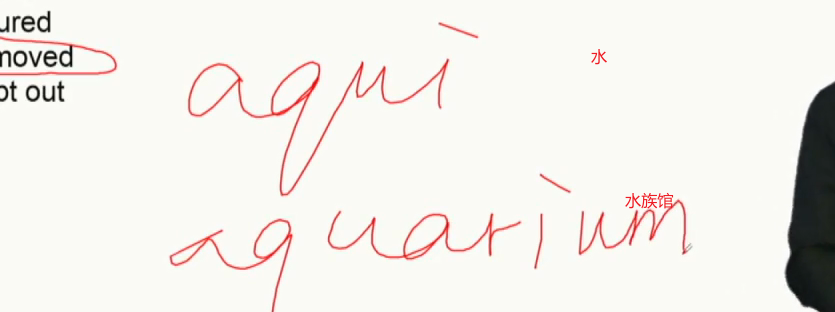 ured
moved
ot out
aqui
水
水族馆
aquarium